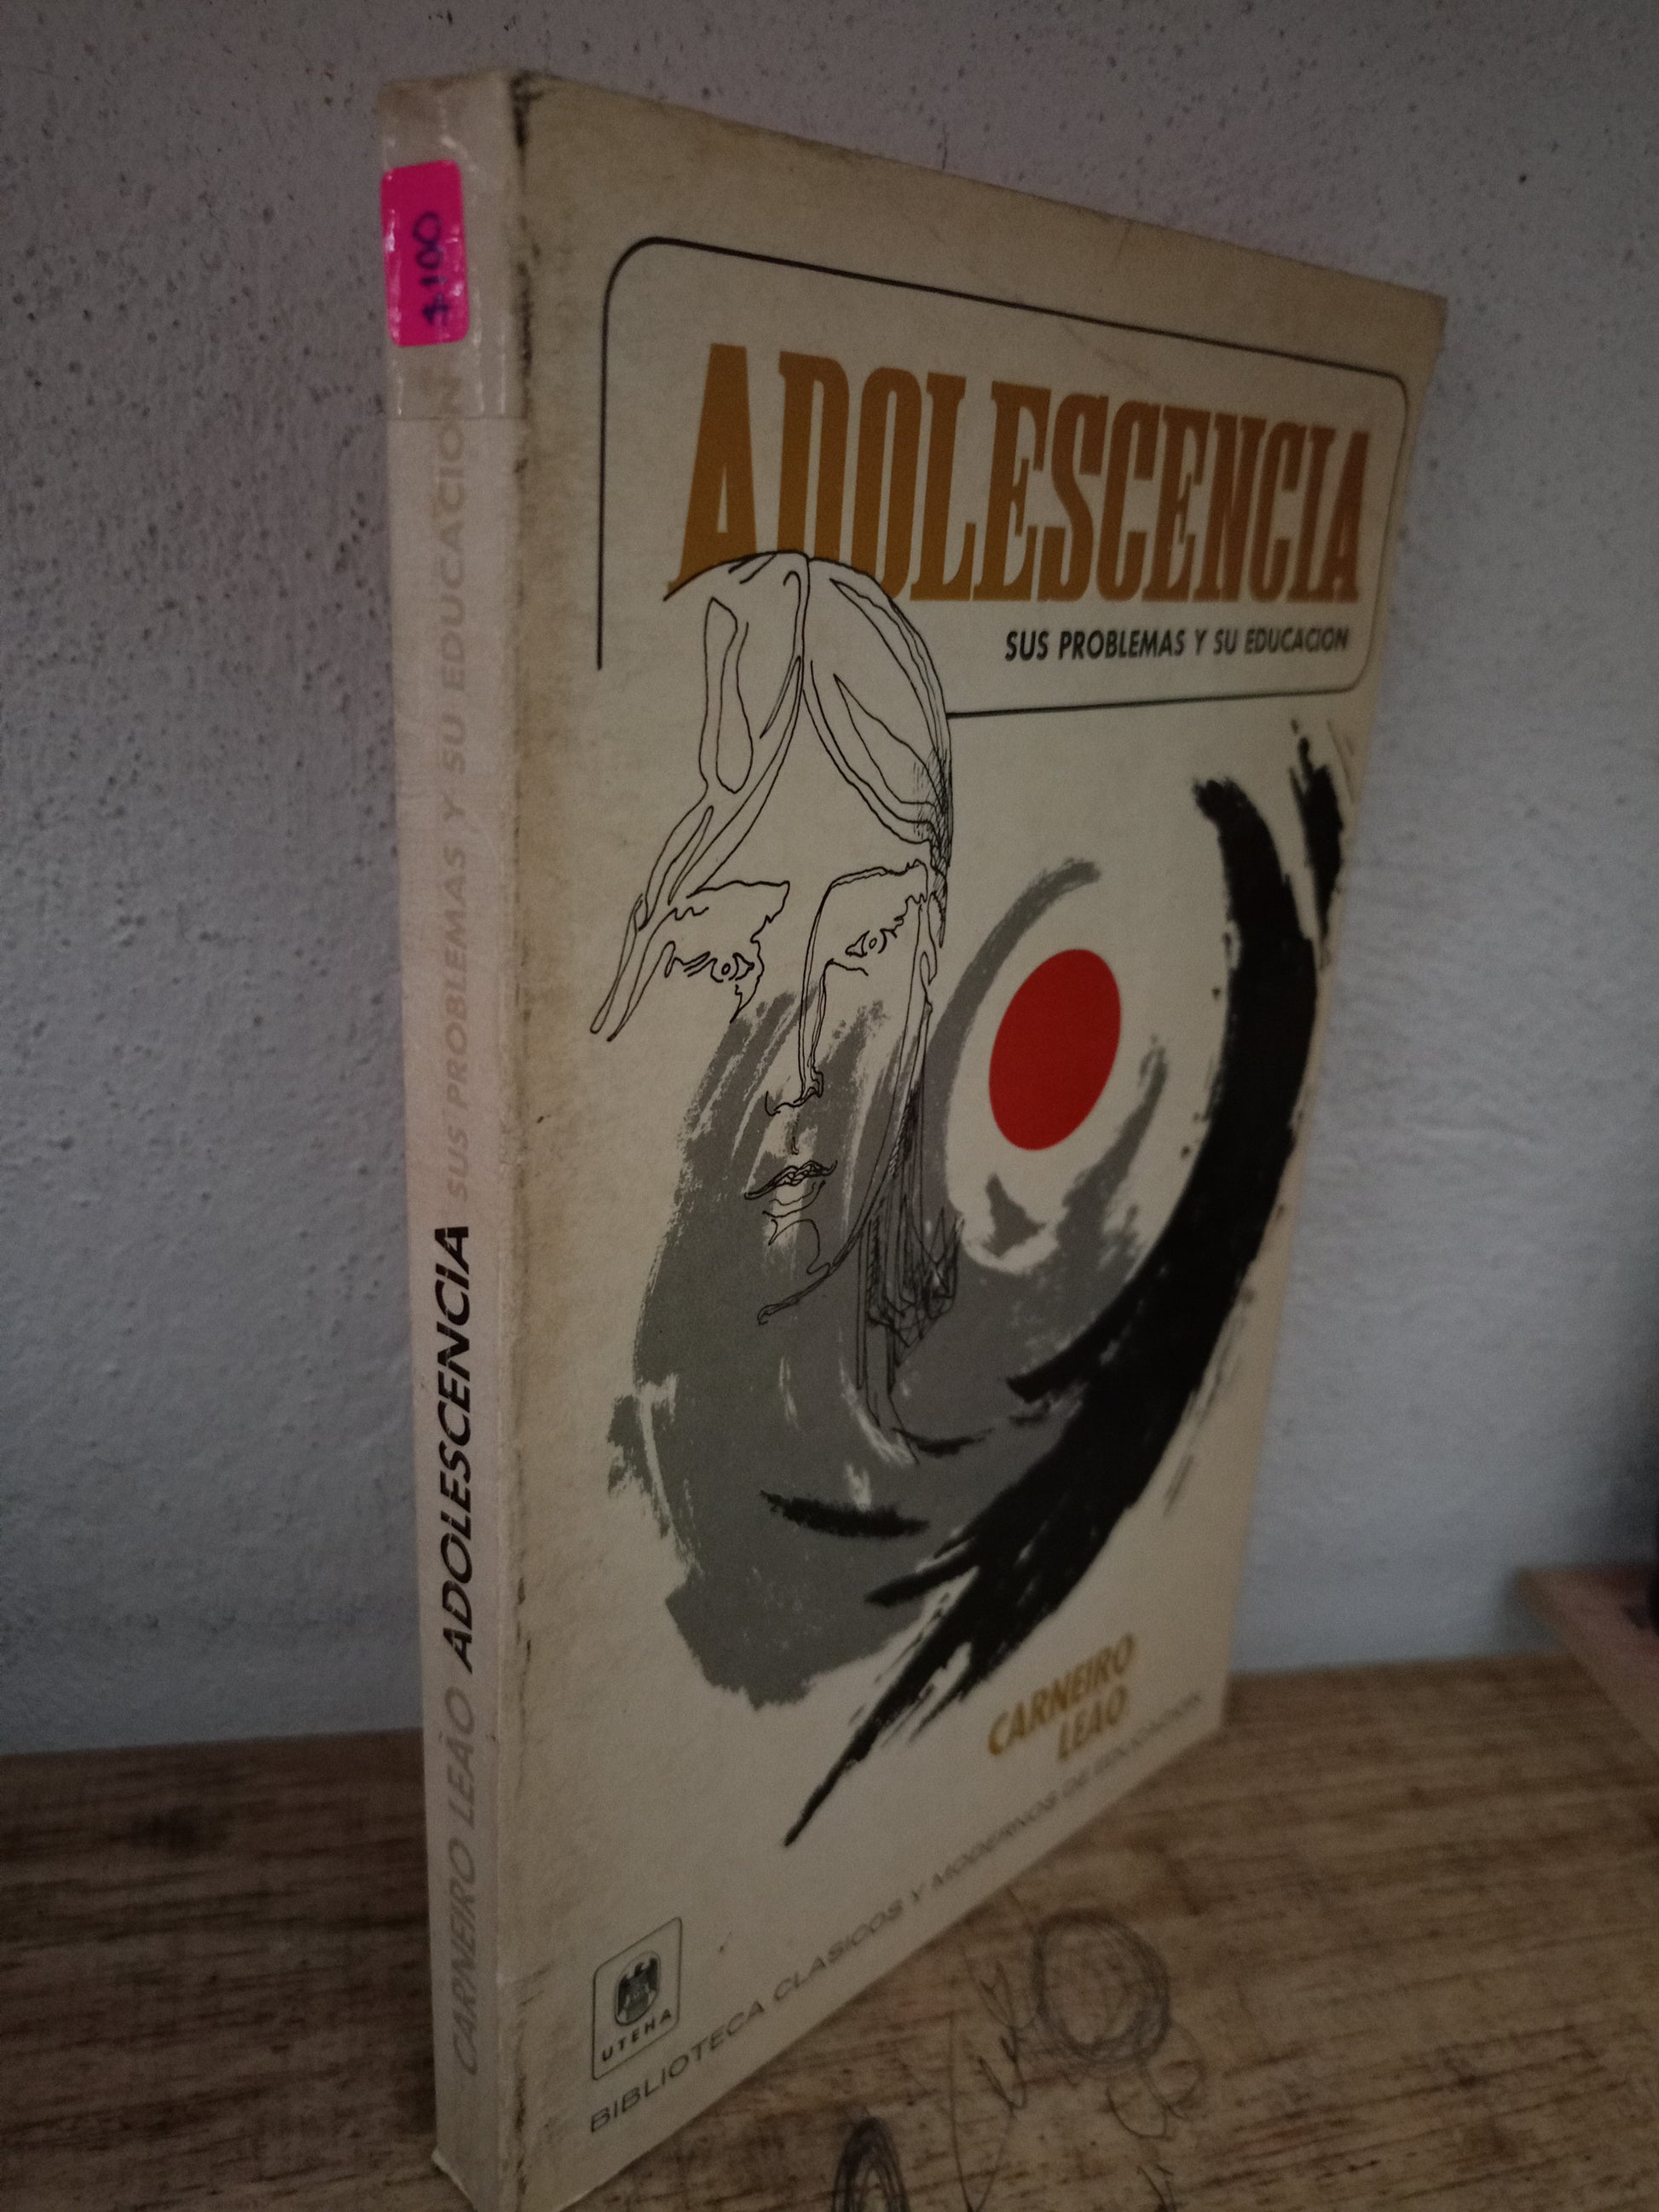 $100
CARNEIRO LEÃO ADOLESCENCIA SUS PROBLEMAS Y SU EDUCACION
ADOLESCENCIA
SUS PROBLEMAS Y SU EDUCACION
CARNEIRO
LEAO
UTEHA
BIBLIOTECA CLASICOS Y MODERNOS DE EDUCACION